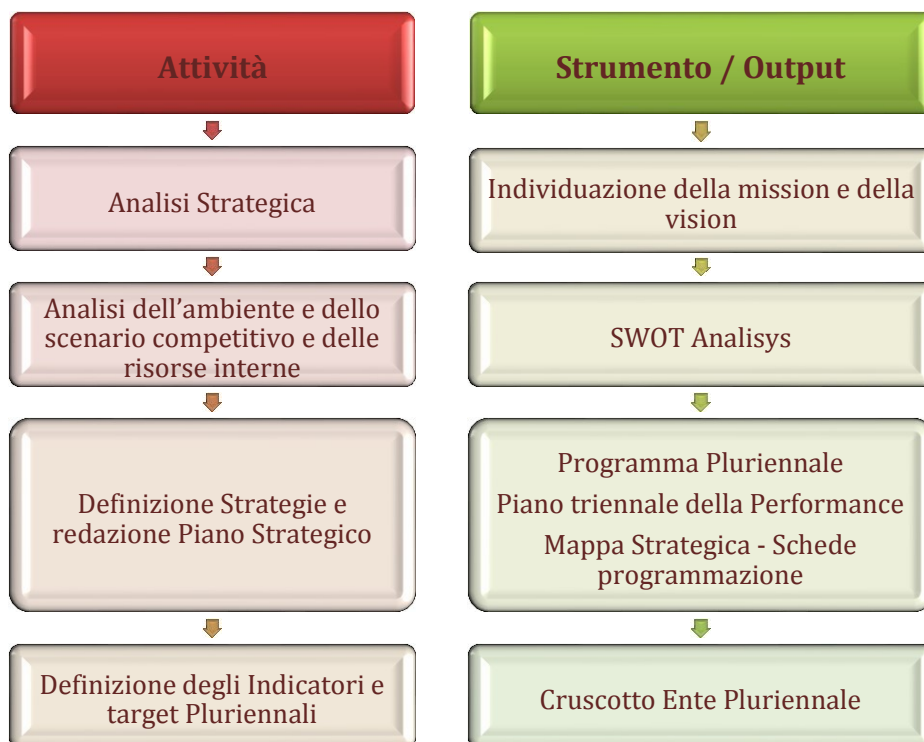 Attività
Analisi Strategica
Analisi dell’ambiente e dello
scenario competitivo e delle
risorse interne
Definizione Strategie e
redazione Piano Strategico
Definizione degli Indicatori e
target Pluriennali
Strumento / Output
Individuazione della mission e della
vision
SWOT Analisys
Programma Pluriennale
Piano triennale della Performance
Mappa Strategica - Schede
programmazione
Cruscotto Ente Pluriennale